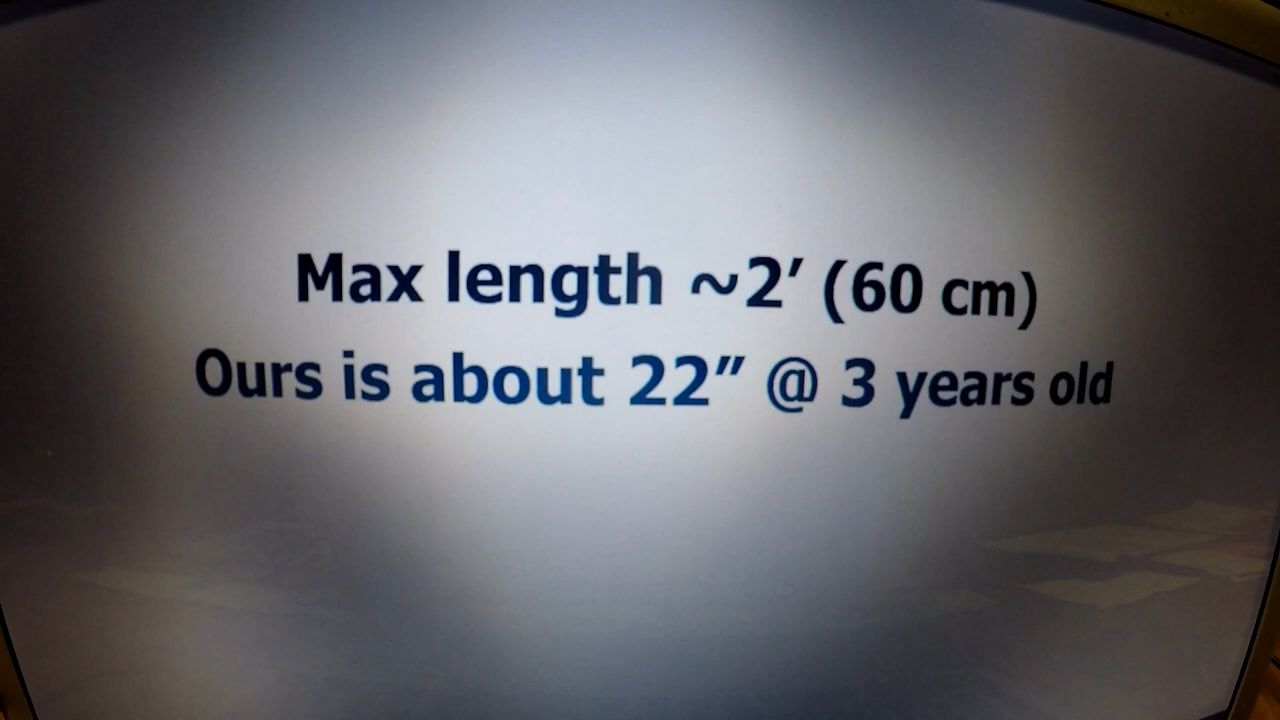 Max length ~2’ (60 cm)
Ours is about 22” @ 3 years old